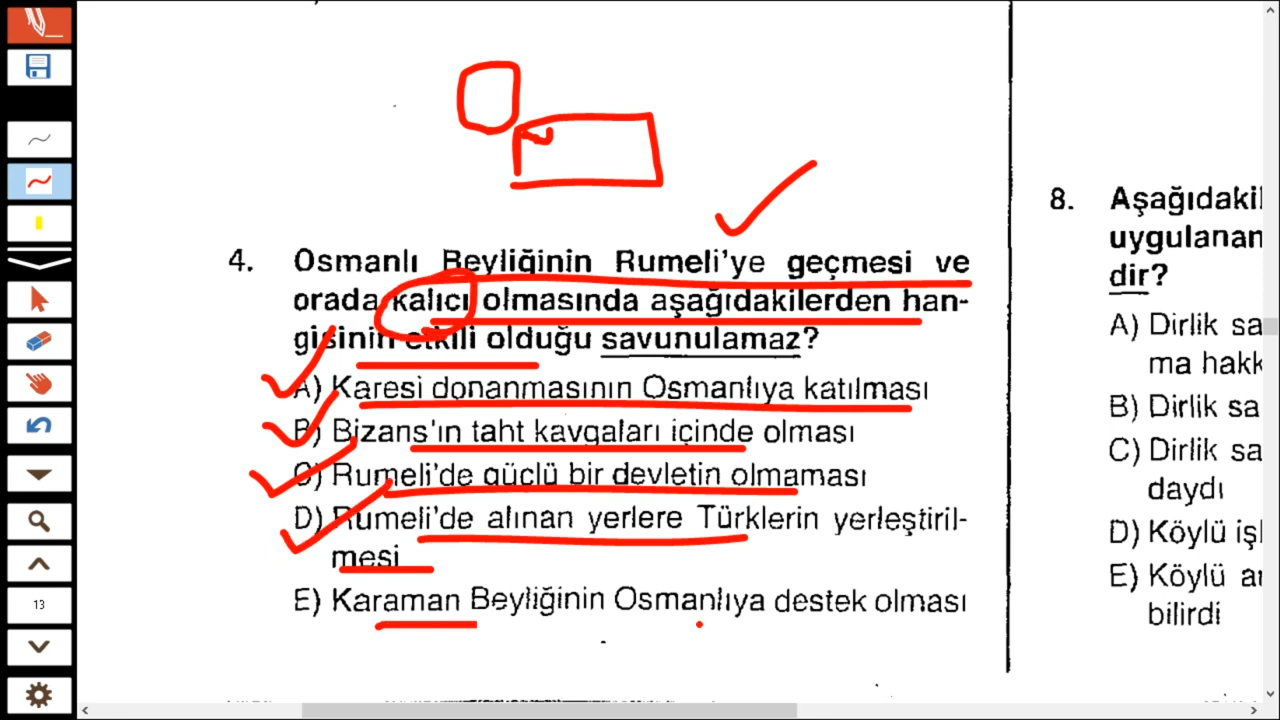 4. Osmanlı Beyliğinin Rumeli'ye geçmesi ve
orada kalıcı olmasında aşağıdakilerden han-
gisinin etkili olduğu savunulamaz?
A) Karesi donanmasının Osmanlıya katılması
B) Bizans'ın taht kavgaları içinde olması
C) Rumeli'de güçlü bir devletin olmaması
D) Rumeli'de alınan yerlere Türklerin yerleştiril-
mesi
E) Karaman Beyliğinin Osmanlıya destek olması
8. Aşağıdaki
uygulanan
dir?
A) Dirlik sa
ma hakk
B) Dirlik sa
C) Dirlik sa
daydı
D) Köylü iş
E) Köylü
bilirdi
13